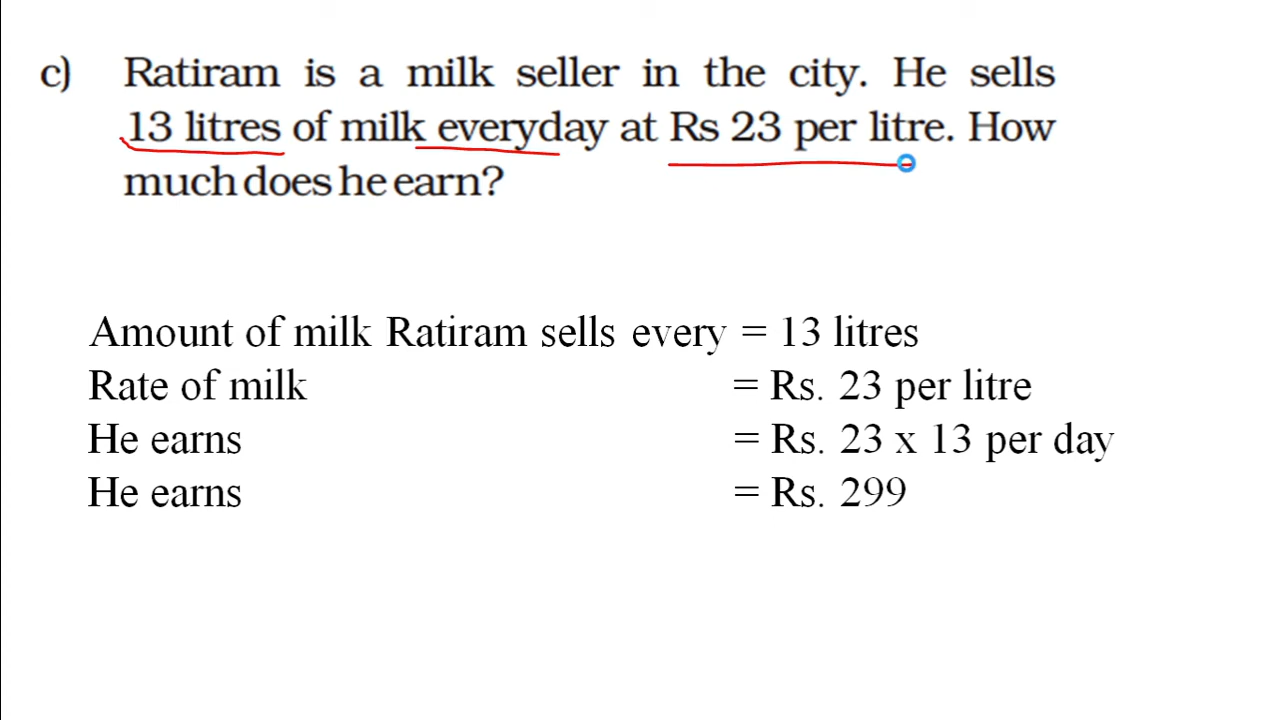 c) Ratiram is a milk seller in the city. He sells
13 litres of milk everyday at Rs 23 per litre. How
much does he earn?
Amount of milk Ratiram sells every = 13 litres
Rate of milk = Rs. 23 per litre
He earns = Rs. 23 x 13 per day
He earns = Rs. 299